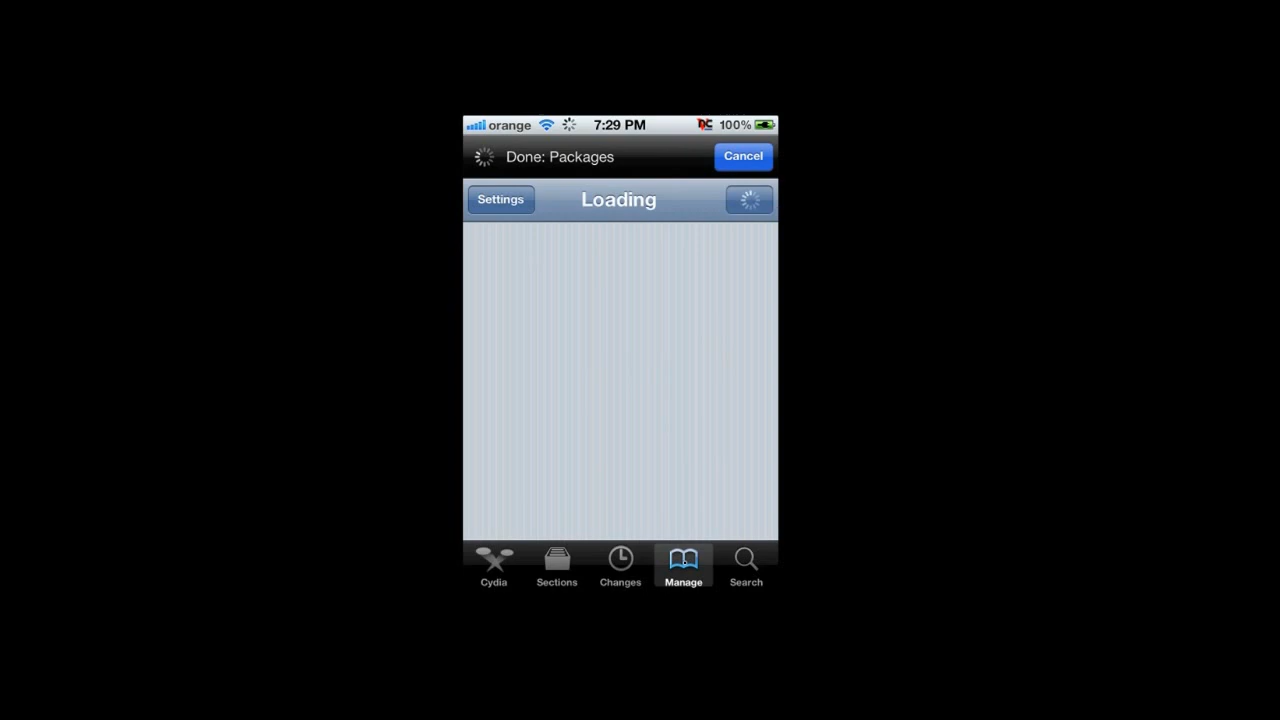 orange 7:29 PM 100%
Done: Packages Cancel
Settings Loading
Cydia Sections Changes Manage Search